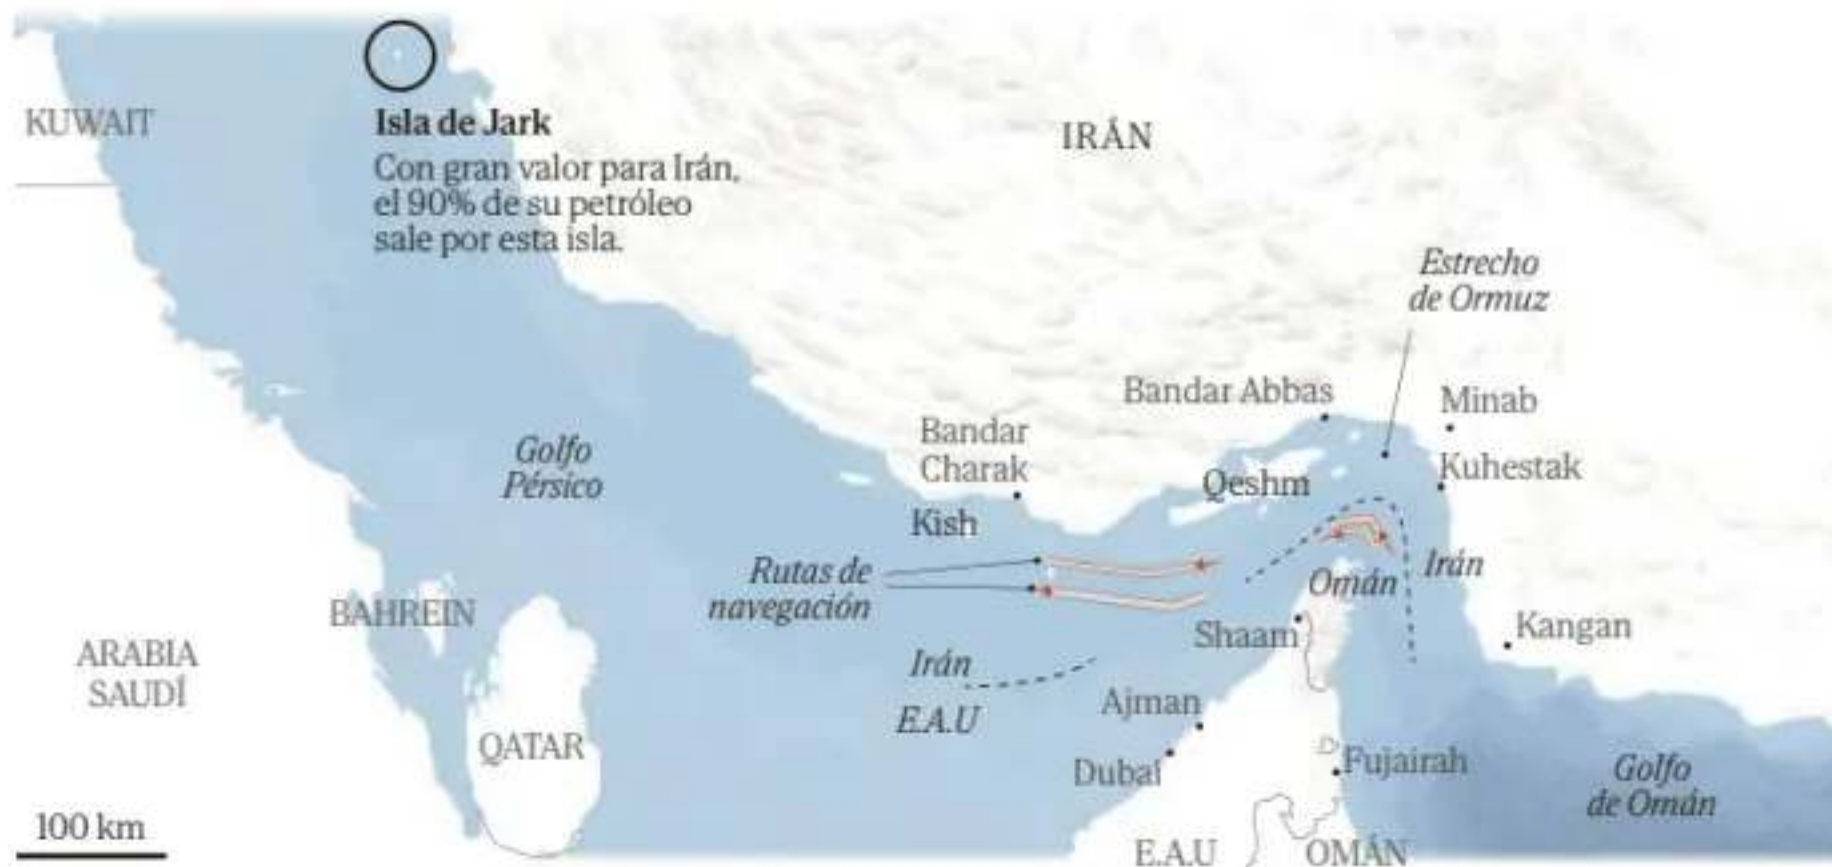 KUWAIT
Isla de Jark
Con gran valor para Irán,
el 90% de su petróleo
sale por esta isla.
IRÁN
Estrecho
de Ormuz
Bandar Abbas
Minab
Bandar
Charak
Kuhestak
Qeshm
Golfo
Pérsico
Kish
Rutas de
navegación
Omán
Irán
BAHREIN
Shaam
Kangan
ARABIA
SAUDÍ
Irán
E.A.U
Ajman
QATAR
Dubai
Fujairah
Golfo
de Omán
100 km
E.A.U
OMÁN